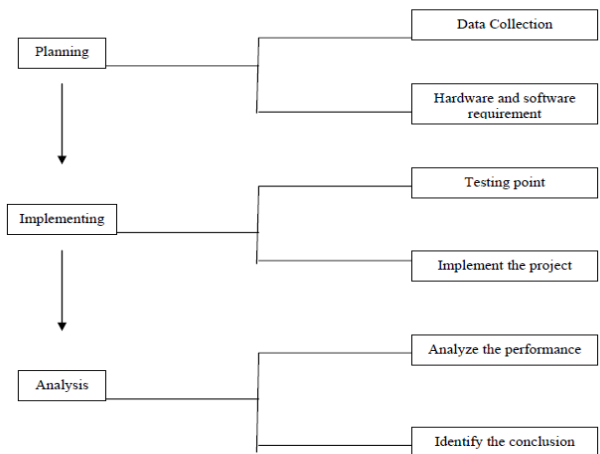 Data Collection
Planning
Hardware and software
requirement
Testing point
Implementing
Implement the project
Analyze the performance
Analysis
Identify the conclusion